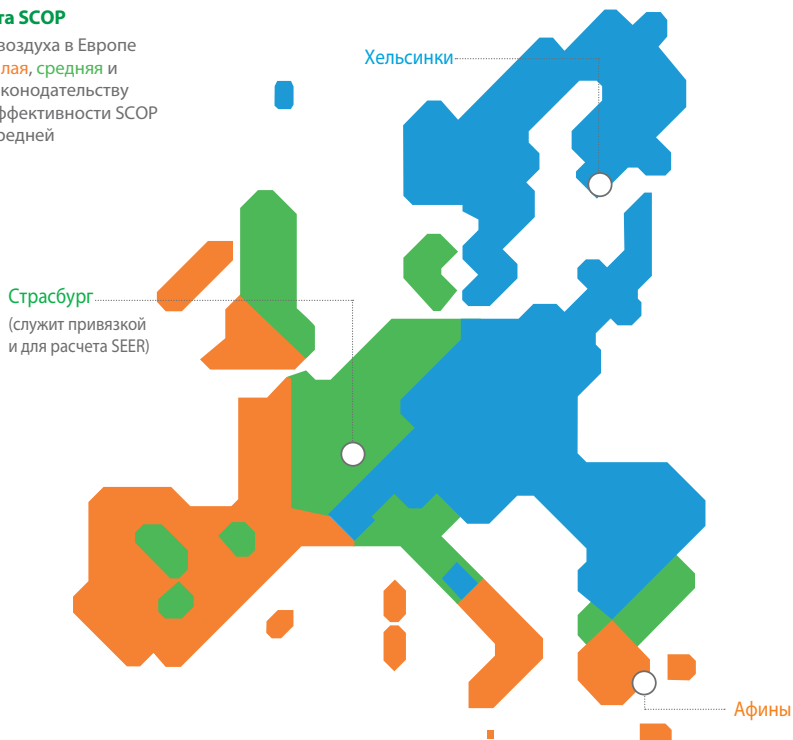 та SCOP
воздуха в Европе
лая, средняя и
конодательству
ффективности SCOP
редней
Хельсинки
Страсбург
(служит привязкой
и для расчета SEER)
Афины